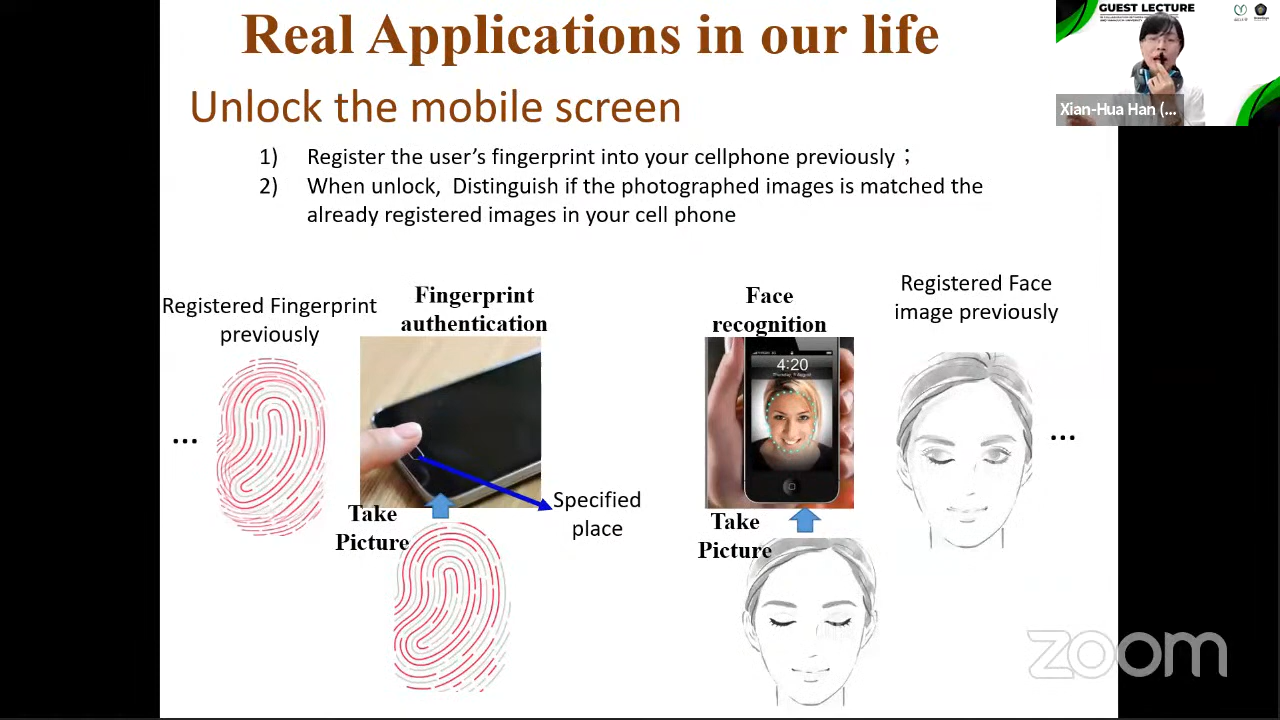 Real Applications in our life
GUEST LECTURE
Xian-Hua Han (...
Unlock the mobile screen
1) Register the user's fingerprint into your cellphone previously；
2) When unlock, Distinguish if the photographed images is matched the
already registered images in your cell phone
Registered Fingerprint
previously
Fingerprint
authentication
Face
recognition
Registered Face
image previously
4:20
...
...
Specified
place
Take
Picture
Take
Picture
zoom